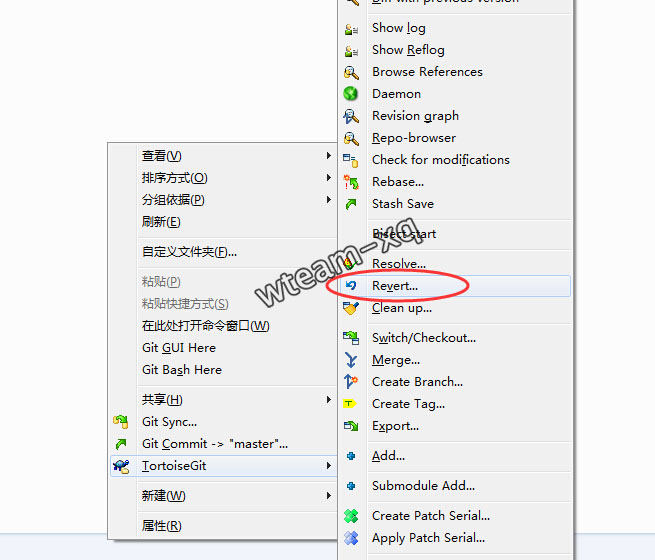 查看(V)
排序方式(O)
分组依据(P)
刷新(E)
自定义文件夹(F)...
粘贴(P)
粘贴快捷方式(S)
在此处打开命令窗口(W)
Git GUI Here
Git Bash Here
共享(H)
Git Sync...
Git Commit -> "master"...
TortoiseGit
新建(W)
属性(R)
Diff with previous version
Show log
Show Reflog
Browse References
Daemon
Revision graph
Repo-browser
Check for modifications
Rebase...
Stash Save
Bisect start
Resolve...
Revert...
Clean up...
Switch/Checkout...
Merge...
Create Branch...
Create Tag...
Export...
Add...
Submodule Add...
Create Patch Serial...
Apply Patch Serial...
wteam-xq